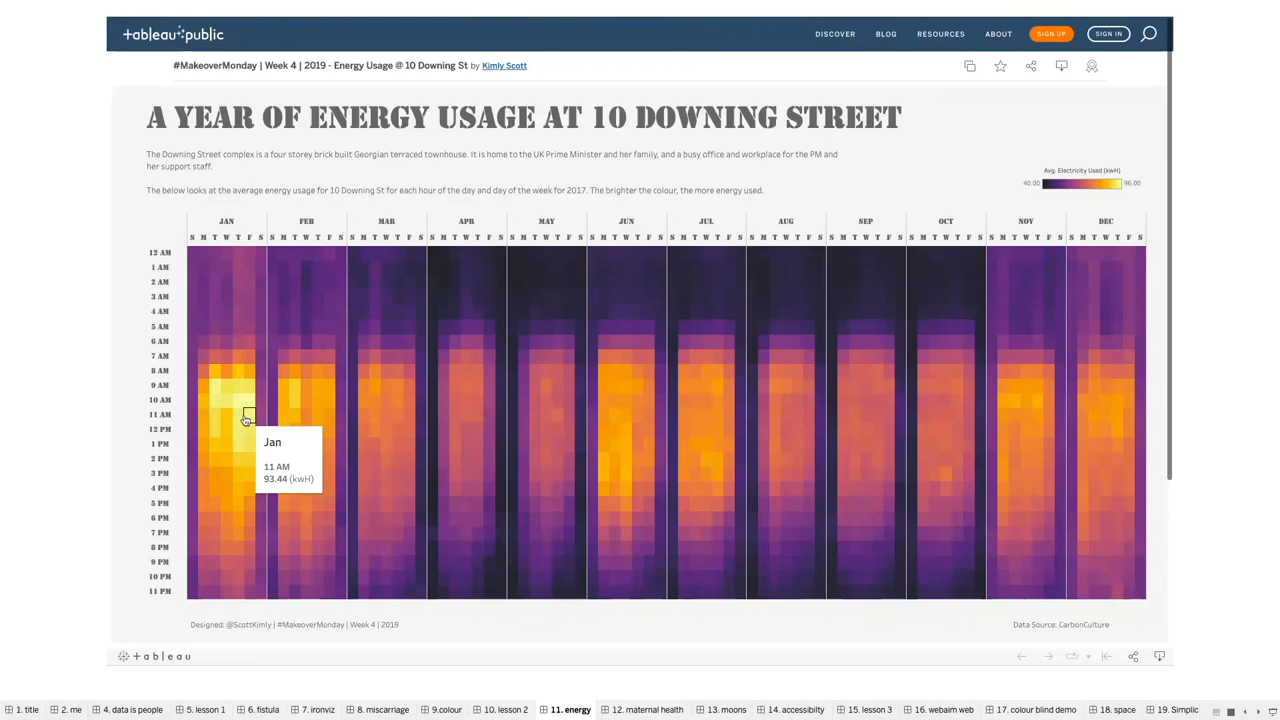 +ableau+public
DISCOVER BLOG RESOURCES ABOUT SIGN UP SIGN IN
#MakeoverMonday | Week 4 | 2019 - Energy Usage @ 10 Downing St by Kimly Scott
A YEAR OF ENERGY USAGE AT 10 DOWNING STREET
The Downing Street complex is a four storey brick built Georgian terraced townhouse. It is home to the UK Prime Minister and her family, and a busy office and workplace for the PM and
her support staff.
The below looks at the average energy usage for 10 Downing St for each hour of the day and day of the week for 2017. The brighter the colour, the more energy used.
Avg. Electricity Used (kwH)
40.00 96.00
JAN FEB MAR APR MAY JUN JUL AUG SEP OCT NOV DEC
S M T W T F S S M T W T F S S M T W T F S S M T W T F S S M T W T F S S M T W T F S S M T W T F S S M T W T F S S M T W T F S S M T W T F S S M T W T F S S M T W T F S
12 AM
1 AM
2 AM
3 AM
4 AM
5 AM
6 AM
7 AM
8 AM
9 AM
10 AM
11 AM
12 PM
1 PM
2 PM
3 PM
4 PM
5 PM
6 PM
7 PM
8 PM
9 PM
10 PM
11 PM
Jan
11 AM
93.44 (kwH)
Designed: @ScottKimly | #MakeoverMonday | Week 4 | 2019 Data Source: CarbonCulture
+ a b | e a u
1. title 2. me 4. data is people 5. lesson 1 6. fistula 7. ironviz 8. miscarriage 9.colour 10. lesson 2 11. energy 12. maternal health 13. moons 14. accessibilty 15. lesson 3 16. webaim web 17. colour blind demo 18. space 19. Simplic